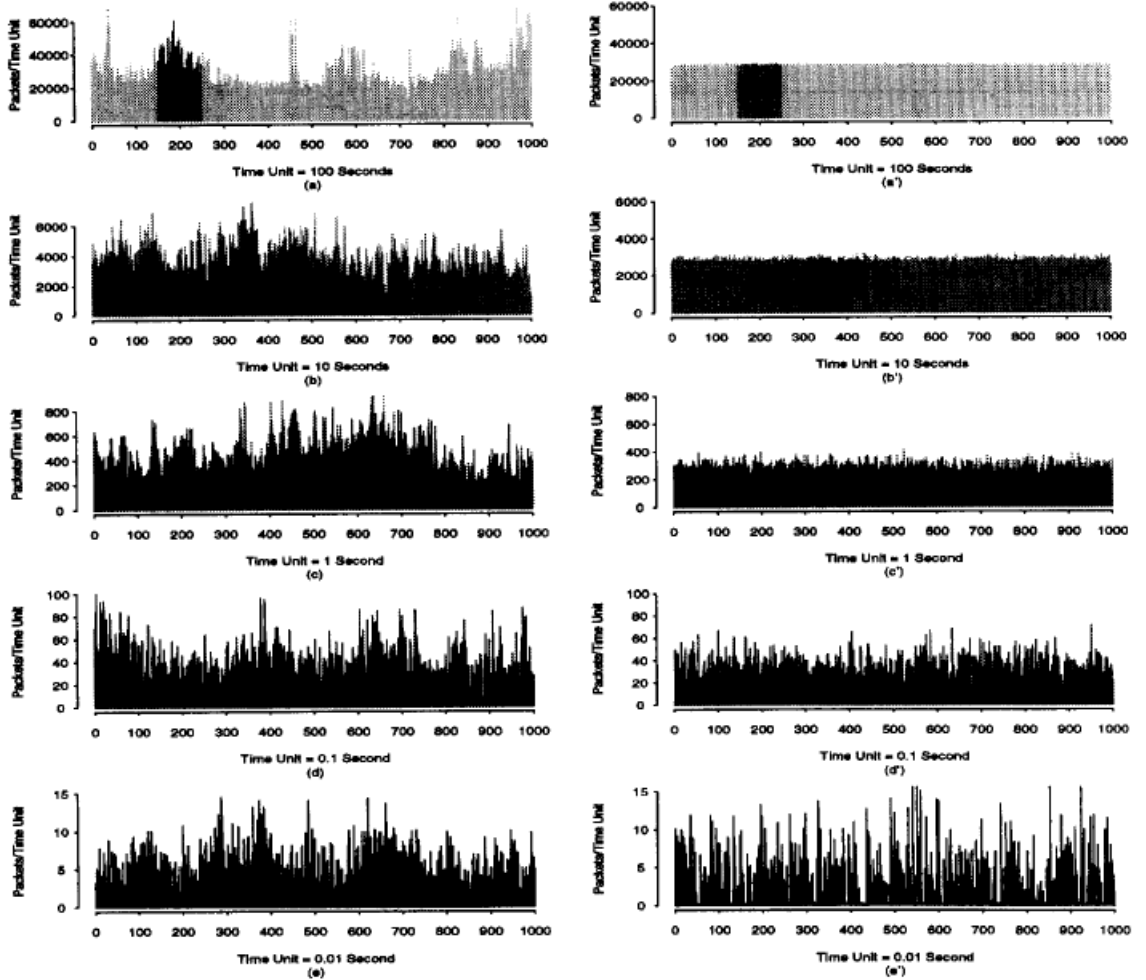 Packets/Time Unit
60000
40000
20000
0
0 100 200 300 400 500 600 700 800 900 1000
Time Unit = 100 Seconds
(a)
Packets/Time Unit
60000
40000
20000
0
0 100 200 300 400 500 600 700 800 900 1000
Time Unit = 100 Seconds
(a')
Packets/Time Unit
6000
4000
2000
0
0 100 200 300 400 500 600 700 800 900 1000
Time Unit = 10 Seconds
(b)
Packets/Time Unit
6000
4000
2000
0
0 100 200 300 400 500 600 700 800 900 1000
Time Unit = 10 Seconds
(b')
Packets/Time Unit
800
600
400
200
0
0 100 200 300 400 500 600 700 800 900 1000
Time Unit = 1 Second
(c)
Packets/Time Unit
800
600
400
200
0
0 100 200 300 400 500 600 700 800 900 1000
Time Unit = 1 Second
(c')
Packets/Time Unit
100
80
60
40
20
0
0 100 200 300 400 500 600 700 800 900 1000
Time Unit = 0.1 Second
(d)
Packets/Time Unit
100
80
60
40
20
0
0 100 200 300 400 500 600 700 800 900 1000
Time Unit = 0.1 Second
(d')
Packets/Time Unit
15
10
5
0
0 100 200 300 400 500 600 700 800 900 1000
Time Unit = 0.01 Second
(e)
Packets/Time Unit
15
10
5
0
0 100 200 300 400 500 600 700 800 900 1000
Time Unit = 0.01 Second
(e')